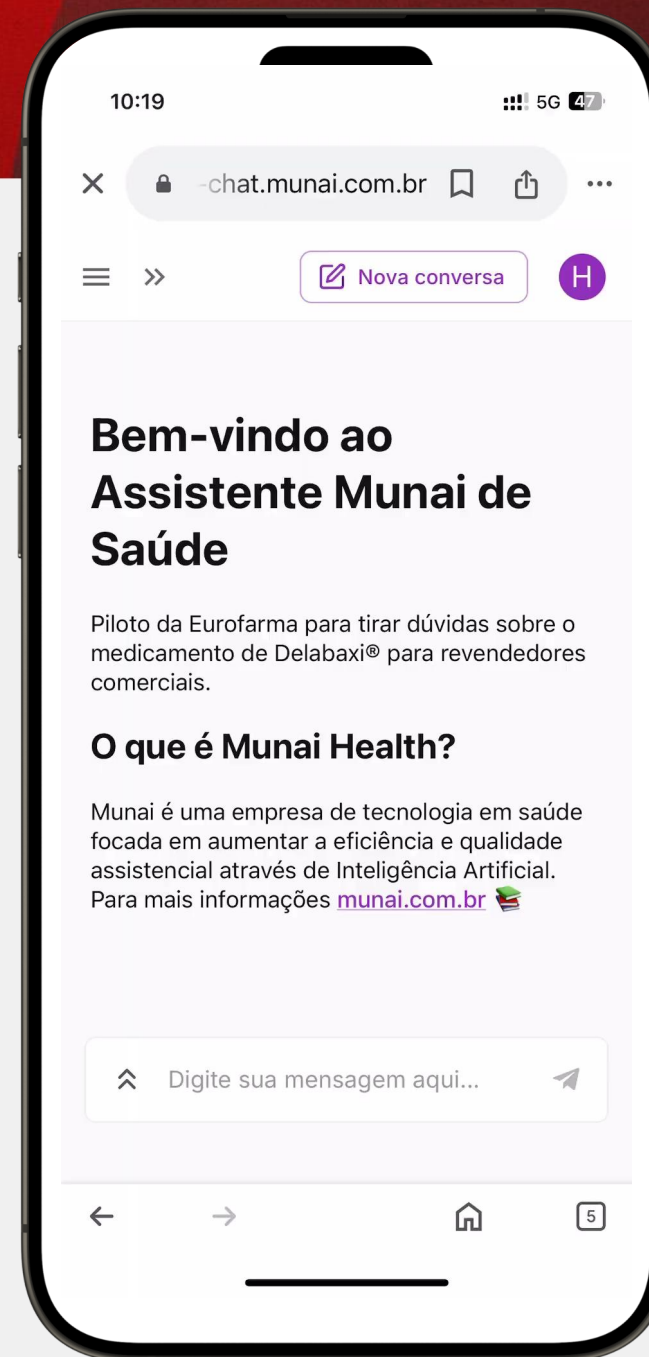 10:19
5G 47
-chat.munai.com.br
Nova conversa
H
Bem-vindo ao
Assistente Munai de
Saúde
Piloto da Eurofarma para tirar dúvidas sobre o
medicamento de Delabaxi® para revendedores
comerciais.
O que é Munai Health?
Munai é uma empresa de tecnologia em saúde
focada em aumentar a eficiência e qualidade
assistencial através de Inteligência Artificial.
Para mais informações munai.com.br
Digite sua mensagem aqui...
5